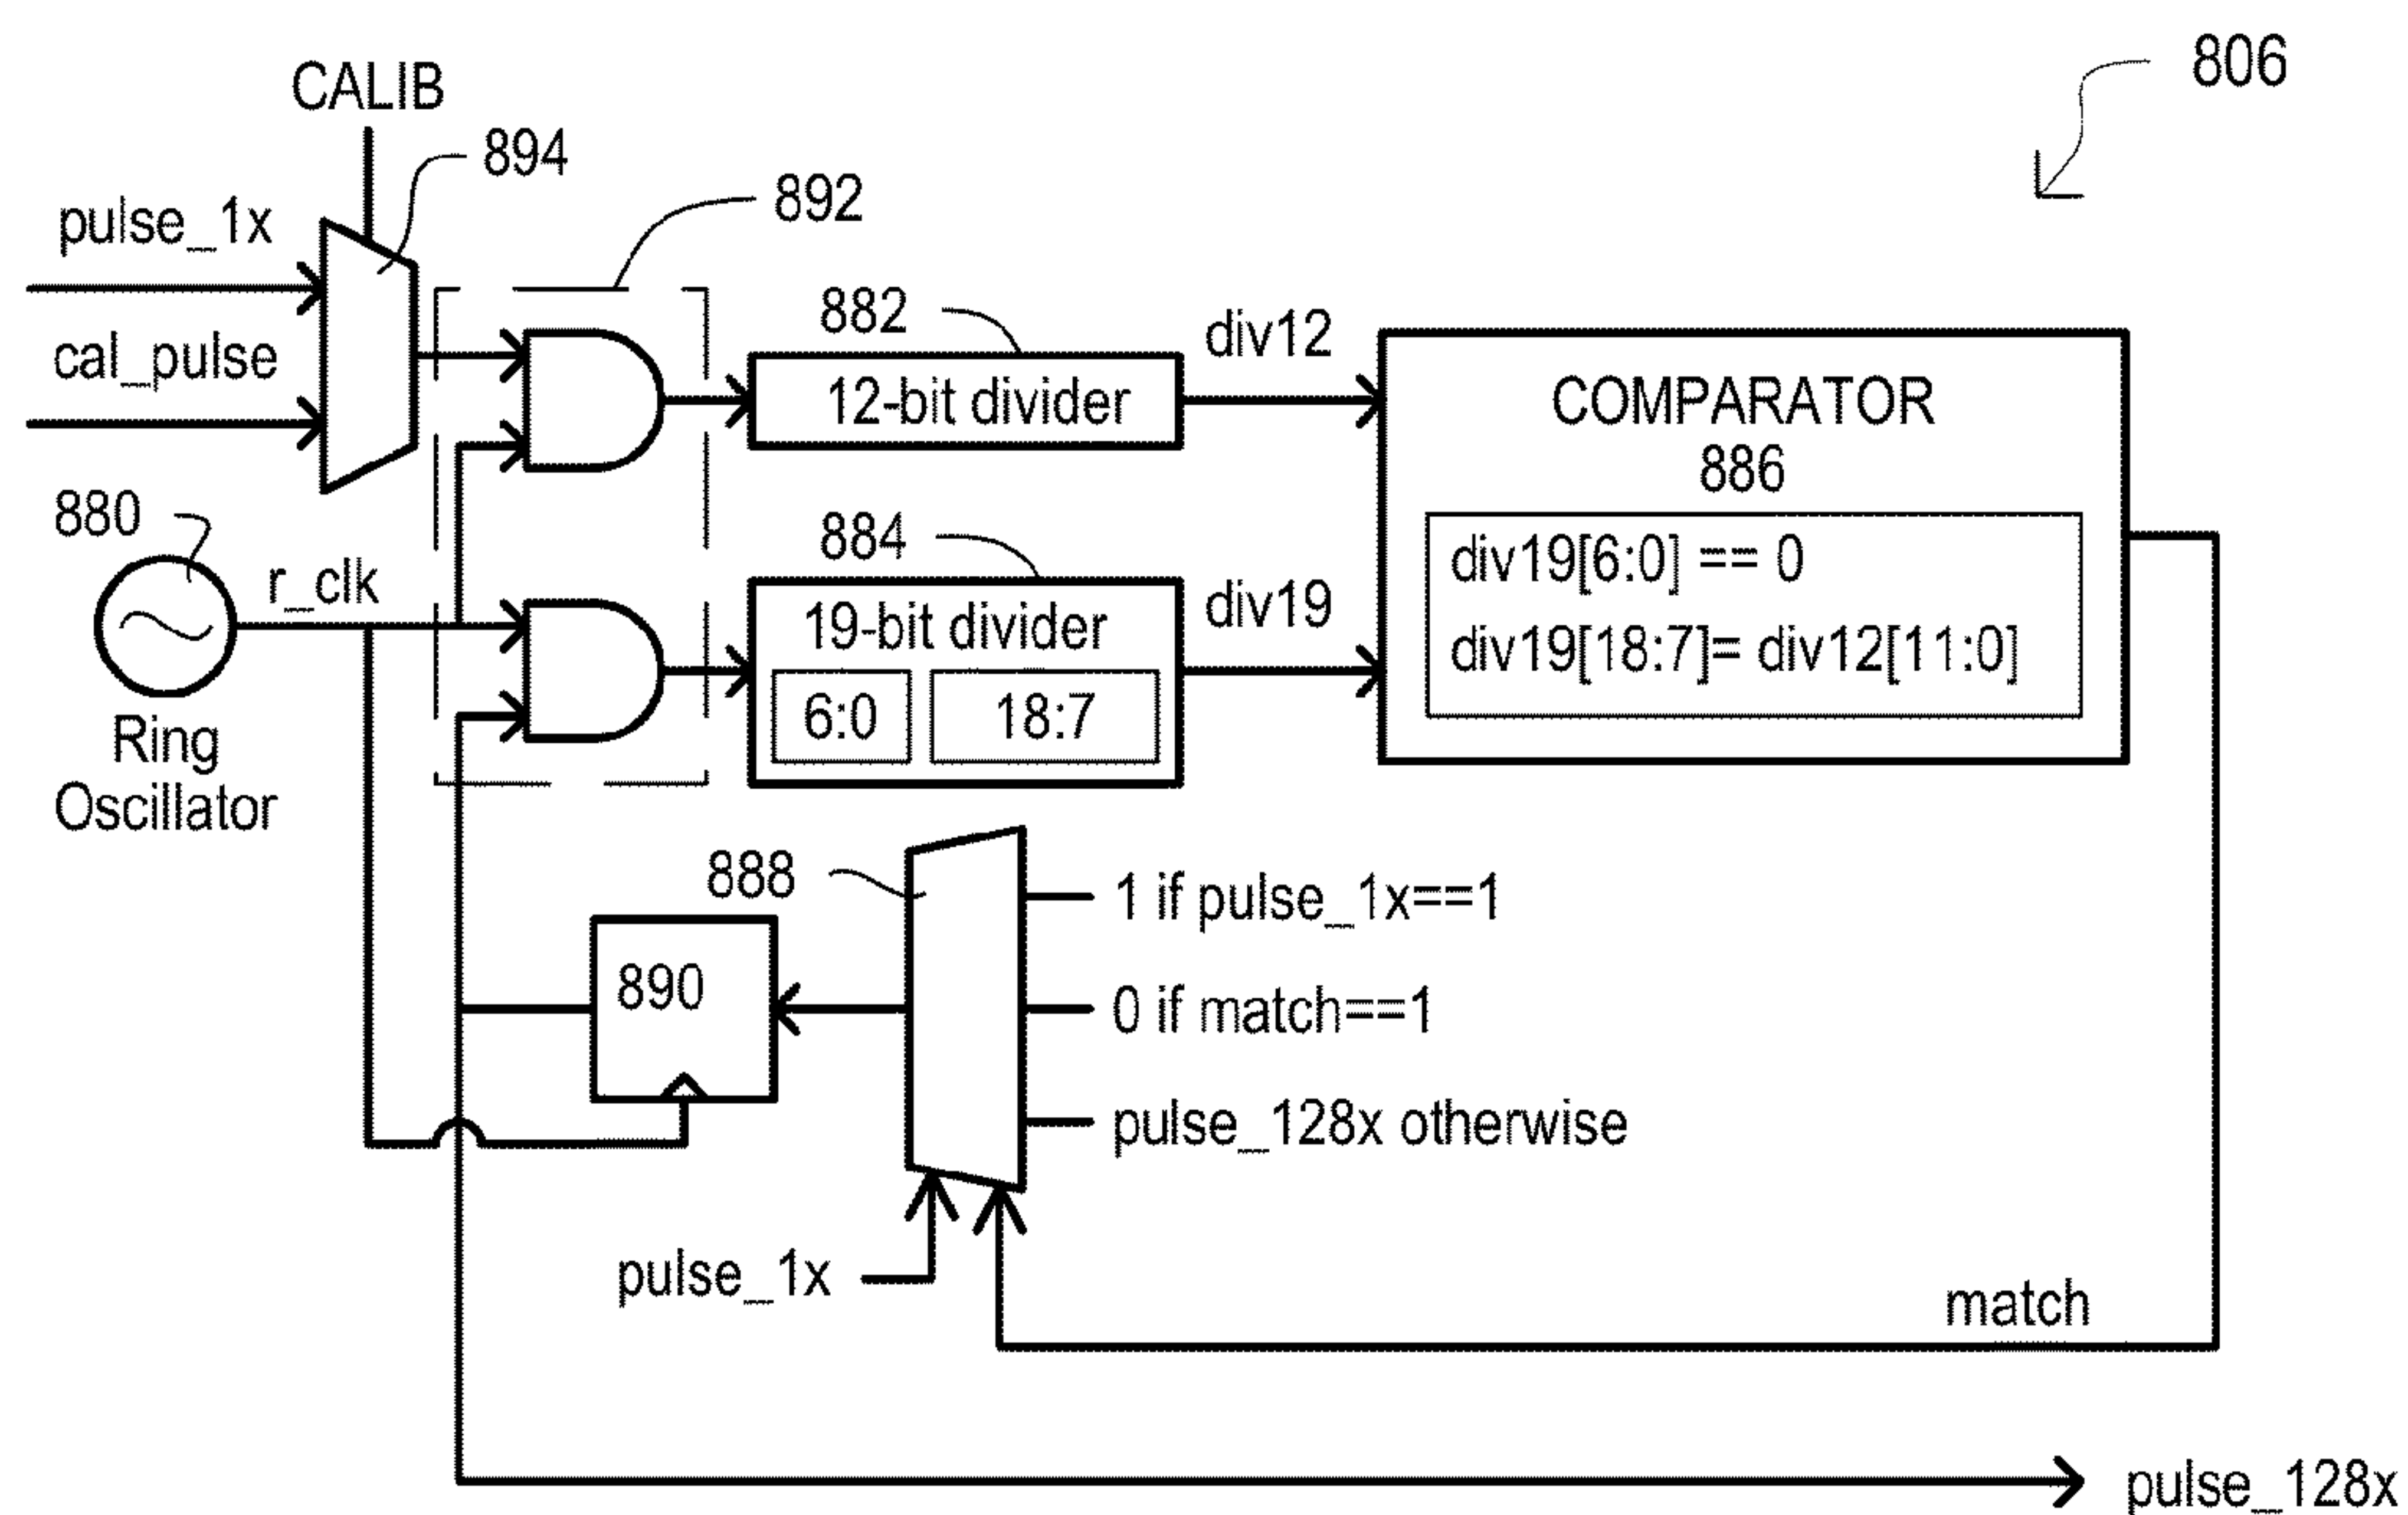 806
CALIB
894
892
pulse_1x
cal_pulse
882
12-bit divider
div12
COMPARATOR
886
div19[6:0] == 0
div19[18:7]= div12[11:0]
880
r_clk
Ring
Oscillator
884
19-bit divider
6:0
18:7
div19
888
890
1 if pulse_1x==1
0 if match==1
pulse_128x otherwise
pulse_1x
match
pulse_128x